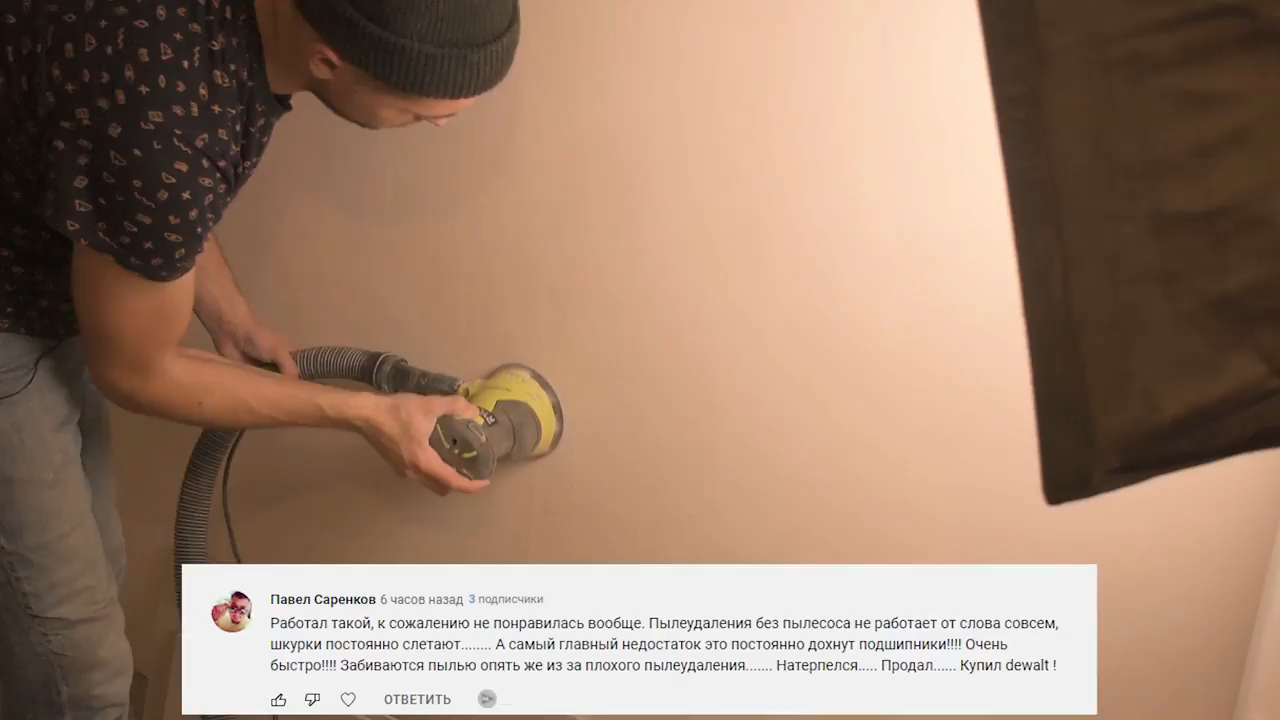 Павел Саренков 6 часов назад 3 подписчики
Работал такой, к сожалению не понравилась вообще. Пылеудаления без пылесоса не работает от слова совсем,
шкурки постоянно слетают........ А самый главный недостаток это постоянно дохнут подшипники!!!! Очень
быстро!!!! Забиваются пылью опять же из за плохого пылеудаления....... Натерпелся..... Продал...... Купил dewalt !
ОТВЕТИТЬ